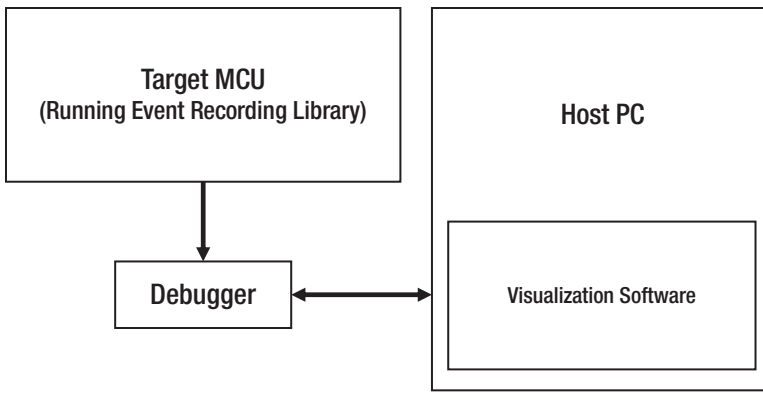 Target MCU
(Running Event Recording Library)
Host PC
Debugger
Visualization Software